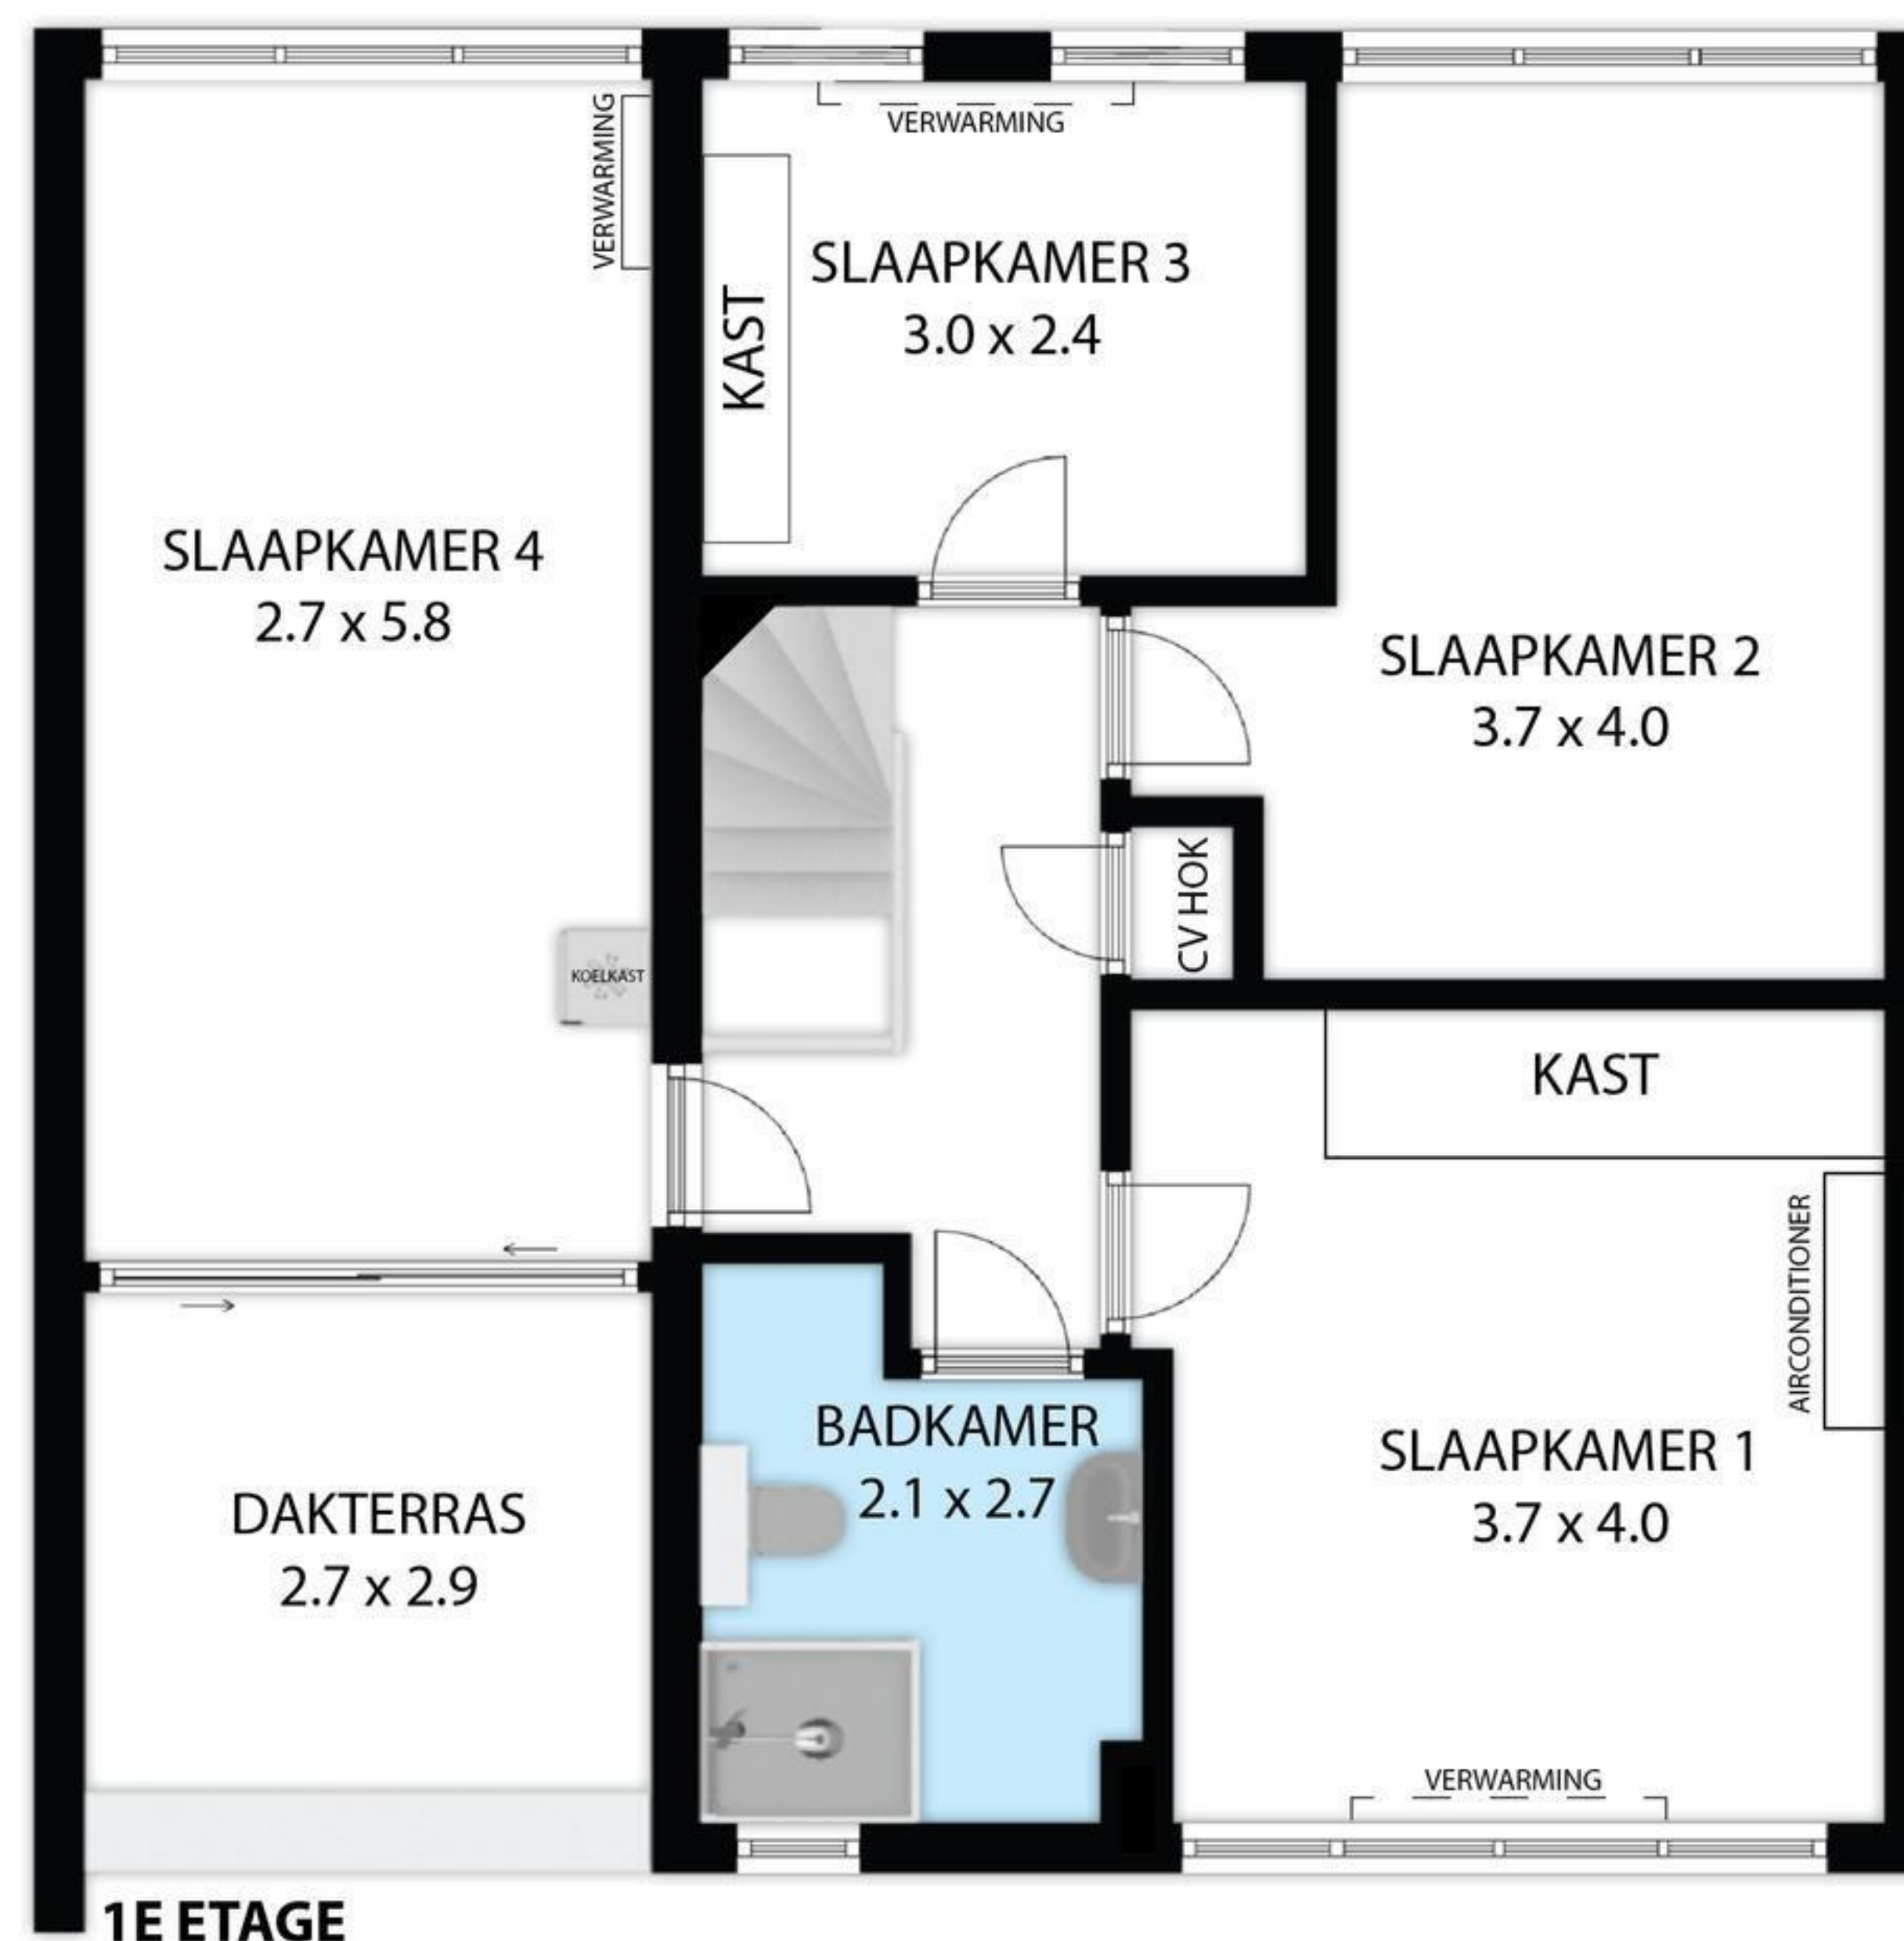 VERWARMING
VERWARMING
SLAAPKAMER 3
3.0 x 2.4
KAST
SLAAPKAMER 4
2.7 x 5.8
SLAAPKAMER 2
3.7 x 4.0
CV HOK
KOELKAST
KAST
AIRCONDITIONER
BADKAMER
2.1 x 2.7
SLAAPKAMER 1
3.7 x 4.0
DAKTERRAS
2.7 x 2.9
VERWARMING
1E ETAGE